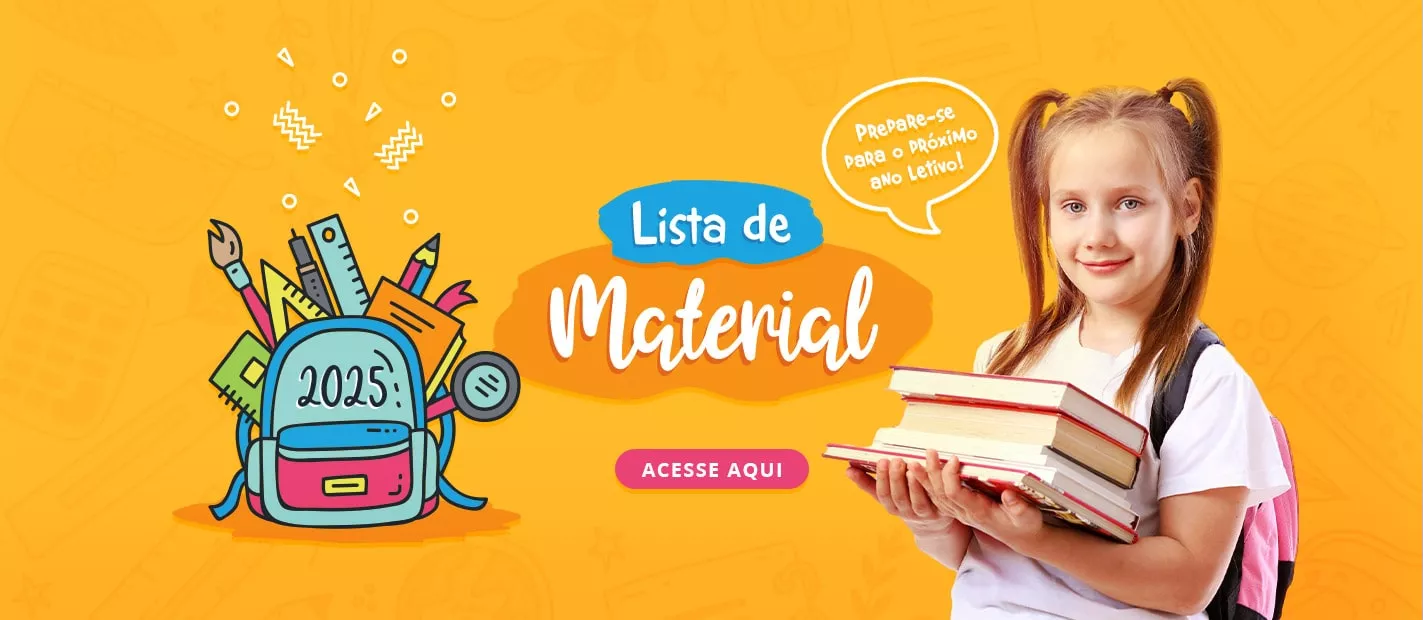 2025
Lista de
Material
ACESSE AQUI
Prepare-se
para o próximo
ano letivo!